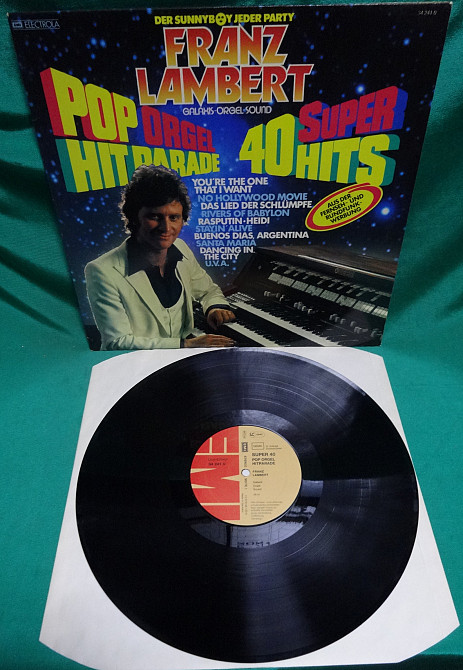 ELECTROLA
DER SUNNYBOY JEDER PARTY
FRANZ
LAMBERT
GALAXIS-ORGEL-SOUND
POP ORGEL
HITPARADE
40 SUPER
HITS
YOU'RE THE ONE
THAT I WANT
NO HOLLYWOOD MOVIE
DAS LIED DER SCHLÜMPFE
RIVERS OF BABYLON
RASPUTIN·HEIDI
STAYIN' ALIVE
BUENOS DIAS, ARGENTINA
SANTA MARIA
DANCING IN
THE CITY
U.V.A.
AUS DER
FERNSEH- UND
RUNDFUNK-
WERBUNG
EMI
SUPER 40
POP ORGEL
HITPARADE
FRANZ
LAMBERT